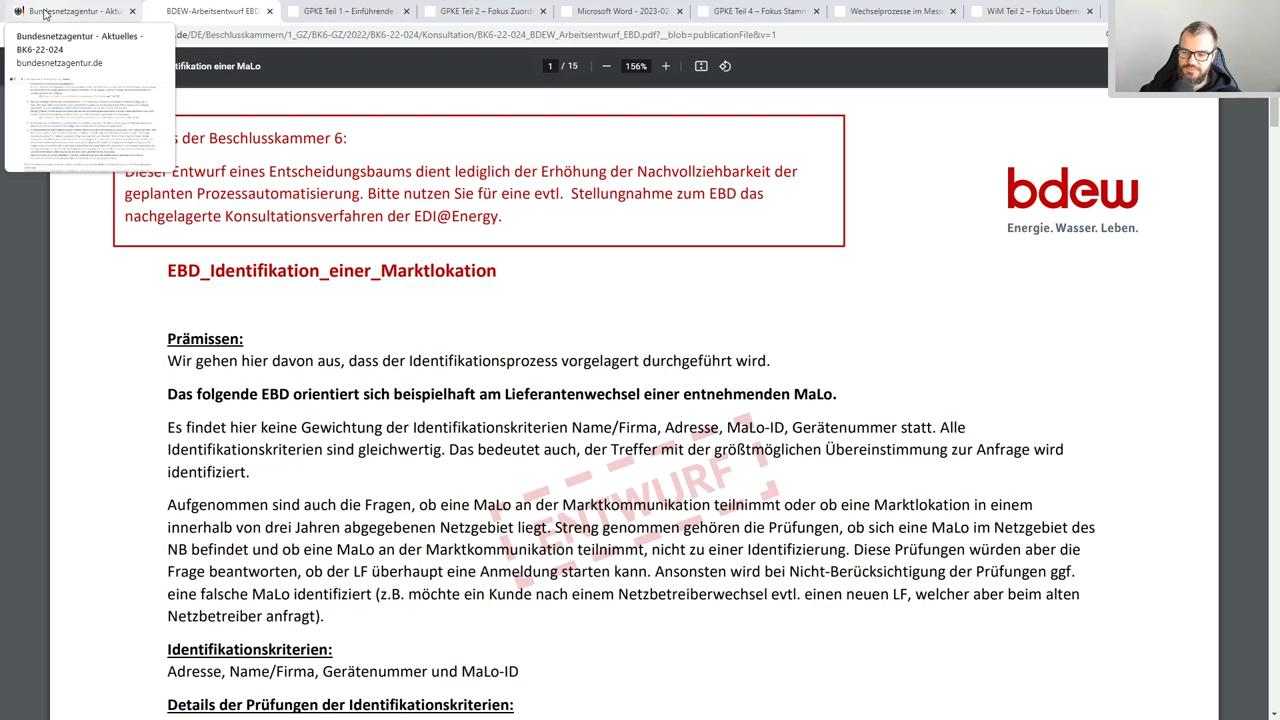 Bundesnetzagentur - Aktu
BDEW-Arbeitsentwurf EBD
GPKE Teil 1 – Einführende
GPKE Teil 2 – Fokus Zuord
Microsoft Word - 2023-02
GPKE Teil 4 – Fokus Stamm
Wechselprozesse im Mess
WiM Teil 2 – Fokus Überm
Bundesnetzagentur - Aktuelles -
BK6-22-024
bundesnetzagentur.de
.de/DE/Beschlusskammern/1_GZ/BK6-GZ/2022/BK6-22-024/Konsultation/BK6-22-024_BDEW_Arbeitsentwurf_EBD.pdf?__blob=publicationFile&v=1
tifikation einer MaLo
1 / 15
156%
s der Beschlusskammer 6:
Dieser Entwurf eines Entscheidungsbaums dient lediglich der Erhöhung der Nachvollziehbarkeit der
geplanten Prozessautomatisierung. Bitte nutzen Sie für eine evtl. Stellungnahme zum EBD das
nachgelagerte Konsultationsverfahren der EDI@Energy.
bdew
Energie. Wasser. Leben.
EBD_Identifikation_einer_Marktlokation
Prämissen:
Wir gehen hier davon aus, dass der Identifikationsprozess vorgelagert durchgeführt wird.
Das folgende EBD orientiert sich beispielhaft am Lieferantenwechsel einer entnehmenden MaLo.
Es findet hier keine Gewichtung der Identifikationskriterien Name/Firma, Adresse, MaLo-ID, Gerätenummer statt. Alle
Identifikationskriterien sind gleichwertig. Das bedeutet auch, der Treffer mit der größtmöglichen Übereinstimmung zur Anfrage wird
identifiziert.
ENTWURF
Aufgenommen sind auch die Fragen, ob eine MaLo an der Marktkommunikation teilnimmt oder ob eine Marktlokation in einem
innerhalb von drei Jahren abgegebenen Netzgebiet liegt. Streng genommen gehören die Prüfungen, ob sich eine MaLo im Netzgebiet des
NB befindet und ob eine MaLo an der Marktkommunikation teilnimmt, nicht zu einer Identifizierung. Diese Prüfungen würden aber die
Frage beantworten, ob der LF überhaupt eine Anmeldung starten kann. Ansonsten wird bei Nicht-Berücksichtigung der Prüfungen ggf.
eine falsche MaLo identifiziert (z.B. möchte ein Kunde nach einem Netzbetreiberwechsel evtl. einen neuen LF, welcher aber beim alten
Netzbetreiber anfragt).
Identifikationskriterien:
Adresse, Name/Firma, Gerätenummer und MaLo-ID
Details der Prüfungen der Identifikationskriterien: